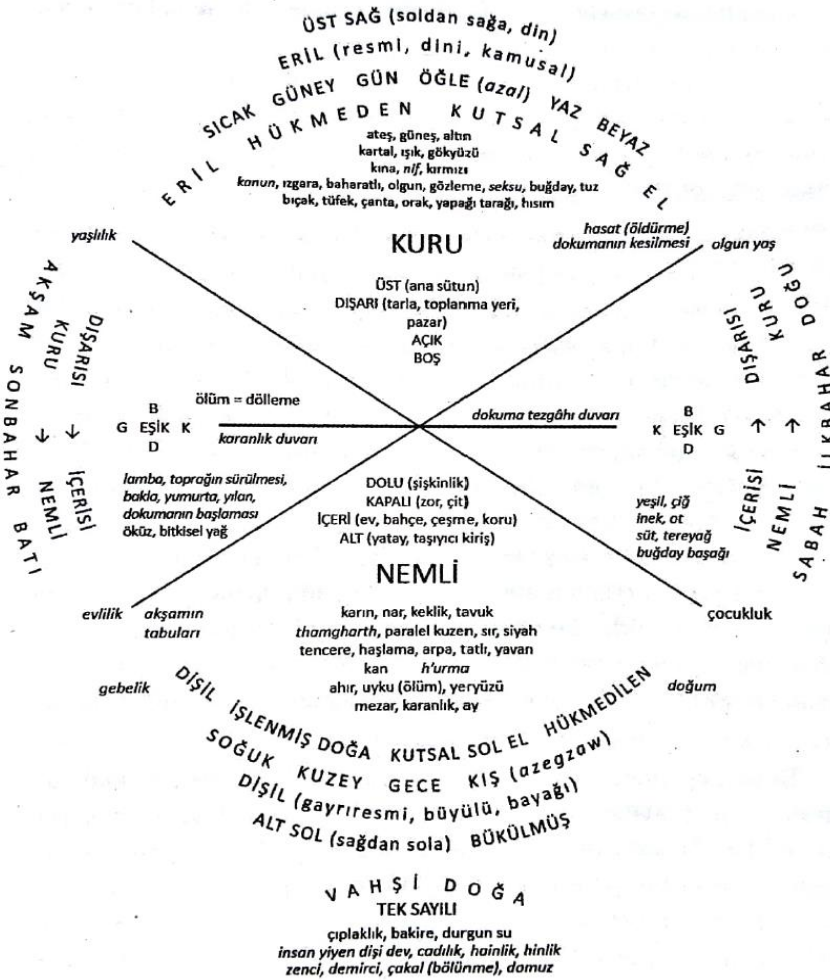 ÜST SAĞ (soldan sağa, din)
ERİL (resmi, dini, kamusal)
SICAK GÜNEY GÜN ÖĞLE (azal) YAZ BEYAZ
ERİL HÜKMEDEN KUTSAL SAĞ EL
ateş, güneş, altın
kartal, ışık, gökyüzü
kına, nif, kırmızı
kanun, ızgara, baharatlı, olgun, gözleme, seksu, buğday, tuz
bıçak, tüfek, çanta, orak, yapağı tarağı, hısım
yaşlılık
hasat (öldürme)
dokumanın kesilmesi
olgun yaş
KURU
ÜST (ana sütun)
DIŞARI (tarla, toplanma yeri,
pazar)
AÇIK
BOŞ
AKŞAM SONBAHAR BATI
DIŞARISI
KURU
↓ ↓
İÇERİSİ
NEMLİ
B
G EŞİK K
D
ölüm = dölleme
karanlık duvarı
dokuma tezgâhı duvarı
B
K EŞİK G
D
DIŞARISI
KURU
↑ ↑
İÇERİSİ
NEMLİ
SABAH İLKBAHAR DOĞU
lamba, toprağın sürülmesi,
bakla, yumurta, yılan,
dokumanın başlaması
öküz, bitkisel yağ
DOLU (şişkinlik)
KAPALI (zor, çit)
İÇERİ (ev, bahçe, çeşme, koru)
ALT (yatay, taşıyıcı kiriş)
yeşil, çiğ
inek, ot
süt, tereyağ
buğday başağı
NEMLİ
evlilik
akşamın
tabuları
çocukluk
karın, nar, keklik, tavuk
thamgharth, paralel kuzen, sır, siyah
tencere, haşlama, arpa, tatlı, yavan
kan h'urma
ahır, uyku (ölüm), yeryüzü
mezar, karanlık, ay
gebelik
doğum
DİŞİL İŞLENMİŞ DOĞA KUTSAL SOL EL HÜKMEDİLEN
SOĞUK KUZEY GECE KIŞ (azegzaw)
DİŞİL (gayrıresmi, büyülü, bayağı)
ALT SOL (sağdan sola) BÜKÜLMÜŞ
VAHŞİ DOĞA
TEK SAYILI
çıplaklık, bakire, durgun su
insan yiyen dişi dev, cadılık, hainlik, hinlik
zenci, demirci, çakal (bölünme), domuz